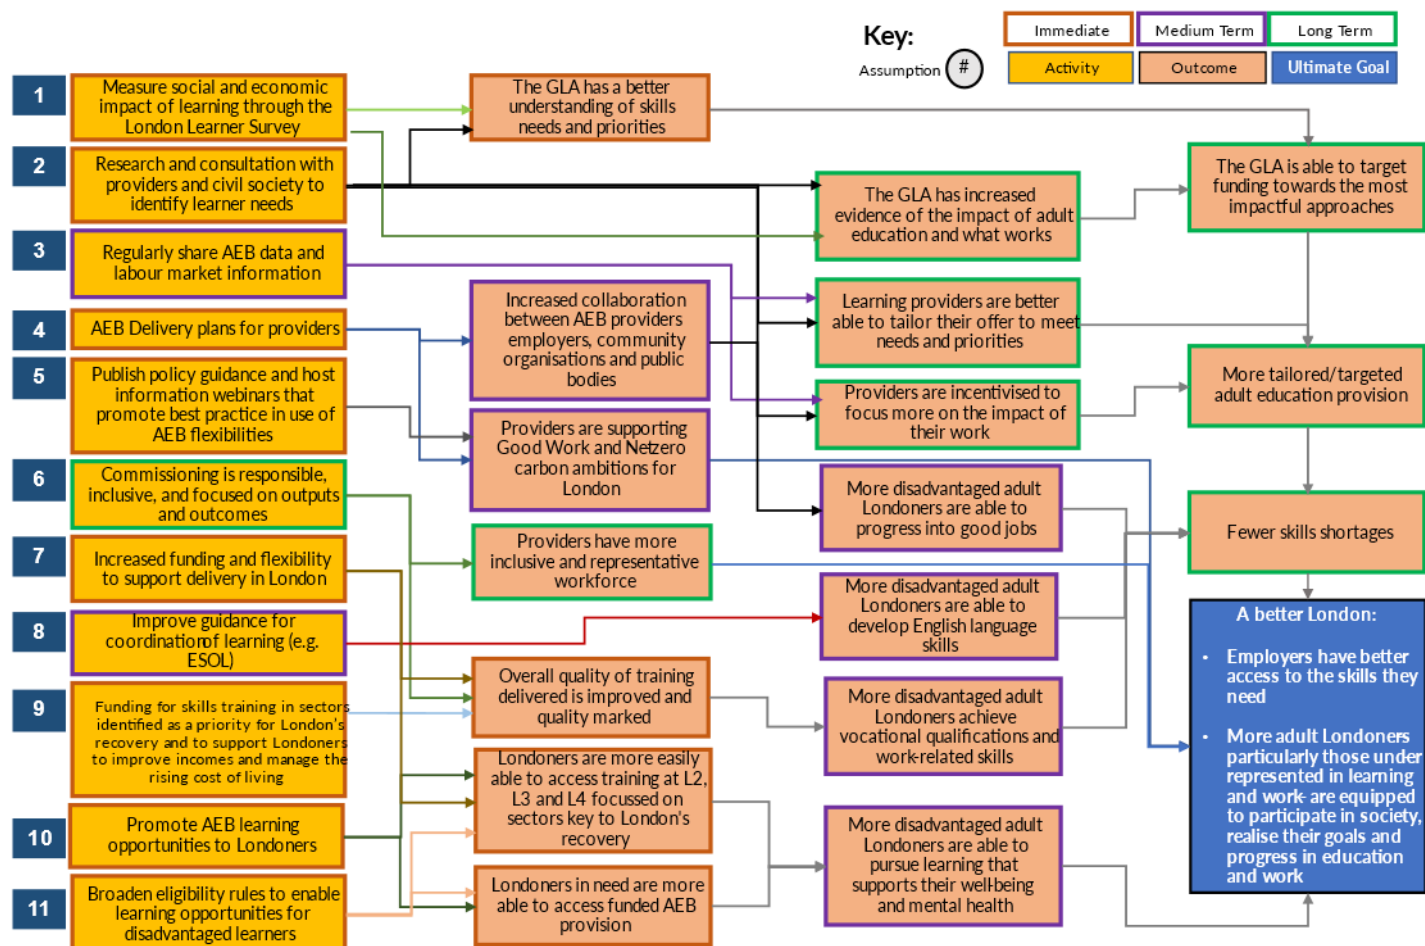 Key:
Assumption #
Immediate
Medium Term
Long Term
Activity
Outcome
Ultimate Goal
1
Measure social and economic
impact of learning through the
London Learner Survey
2
Research and consultation with
providers and civil society to
identify learner needs
3
Regularly share AEB data and
labour market information
4
AEB Delivery plans for providers
5
Publish policy guidance and host
information webinars that
promote best practice in use of
AEB flexibilities
6
Commissioning is responsible,
inclusive, and focused on outputs
and outcomes
7
Increased funding and flexibility
to support delivery in London
8
Improve guidance for
coordination of learning (e.g.
ESOL)
9
Funding for skills training in sectors
identified as a priority for London's
recovery and to support Londoners
to improve incomes and manage the
rising cost of living
10
Promote AEB learning
opportunities to Londoners
11
Broaden eligibility rules to enable
learning opportunities for
disadvantaged learners
The GLA has a better
understanding of skills
needs and priorities
Increased collaboration
between AEB providers
employers, community
organisations and public
bodies
Providers are supporting
Good Work and Netzero
carbon ambitions for
London
Providers have more
inclusive and representative
workforce
Overall quality of training
delivered is improved and
quality marked
Londoners are more easily
able to access training at L2,
L3 and L4 focussed on
sectors key to London's
recovery
Londoners in need are more
able to access funded AEB
provision
The GLA has increased
evidence of the impact of adult
education and what works
Learning providers are better
able to tailor their offer to meet
needs and priorities
Providers are incentivised to
focus more on the impact of
their work
More disadvantaged adult
Londoners are able to
progress into good jobs
More disadvantaged adult
Londoners are able to
develop English language
skills
More disadvantaged adult
Londoners achieve
vocational qualifications and
work-related skills
More disadvantaged adult
Londoners are able to
pursue learning that
supports their well-being
and mental health
The GLA is able to target
funding towards the most
impactful approaches
More tailored/targeted
adult education provision
Fewer skills shortages
A better London:
• Employers have better
access to the skills they
need
• More adult Londoners
particularly those under
represented in learning
and work- are equipped
to participate in society,
realise their goals and
progress in education
and work